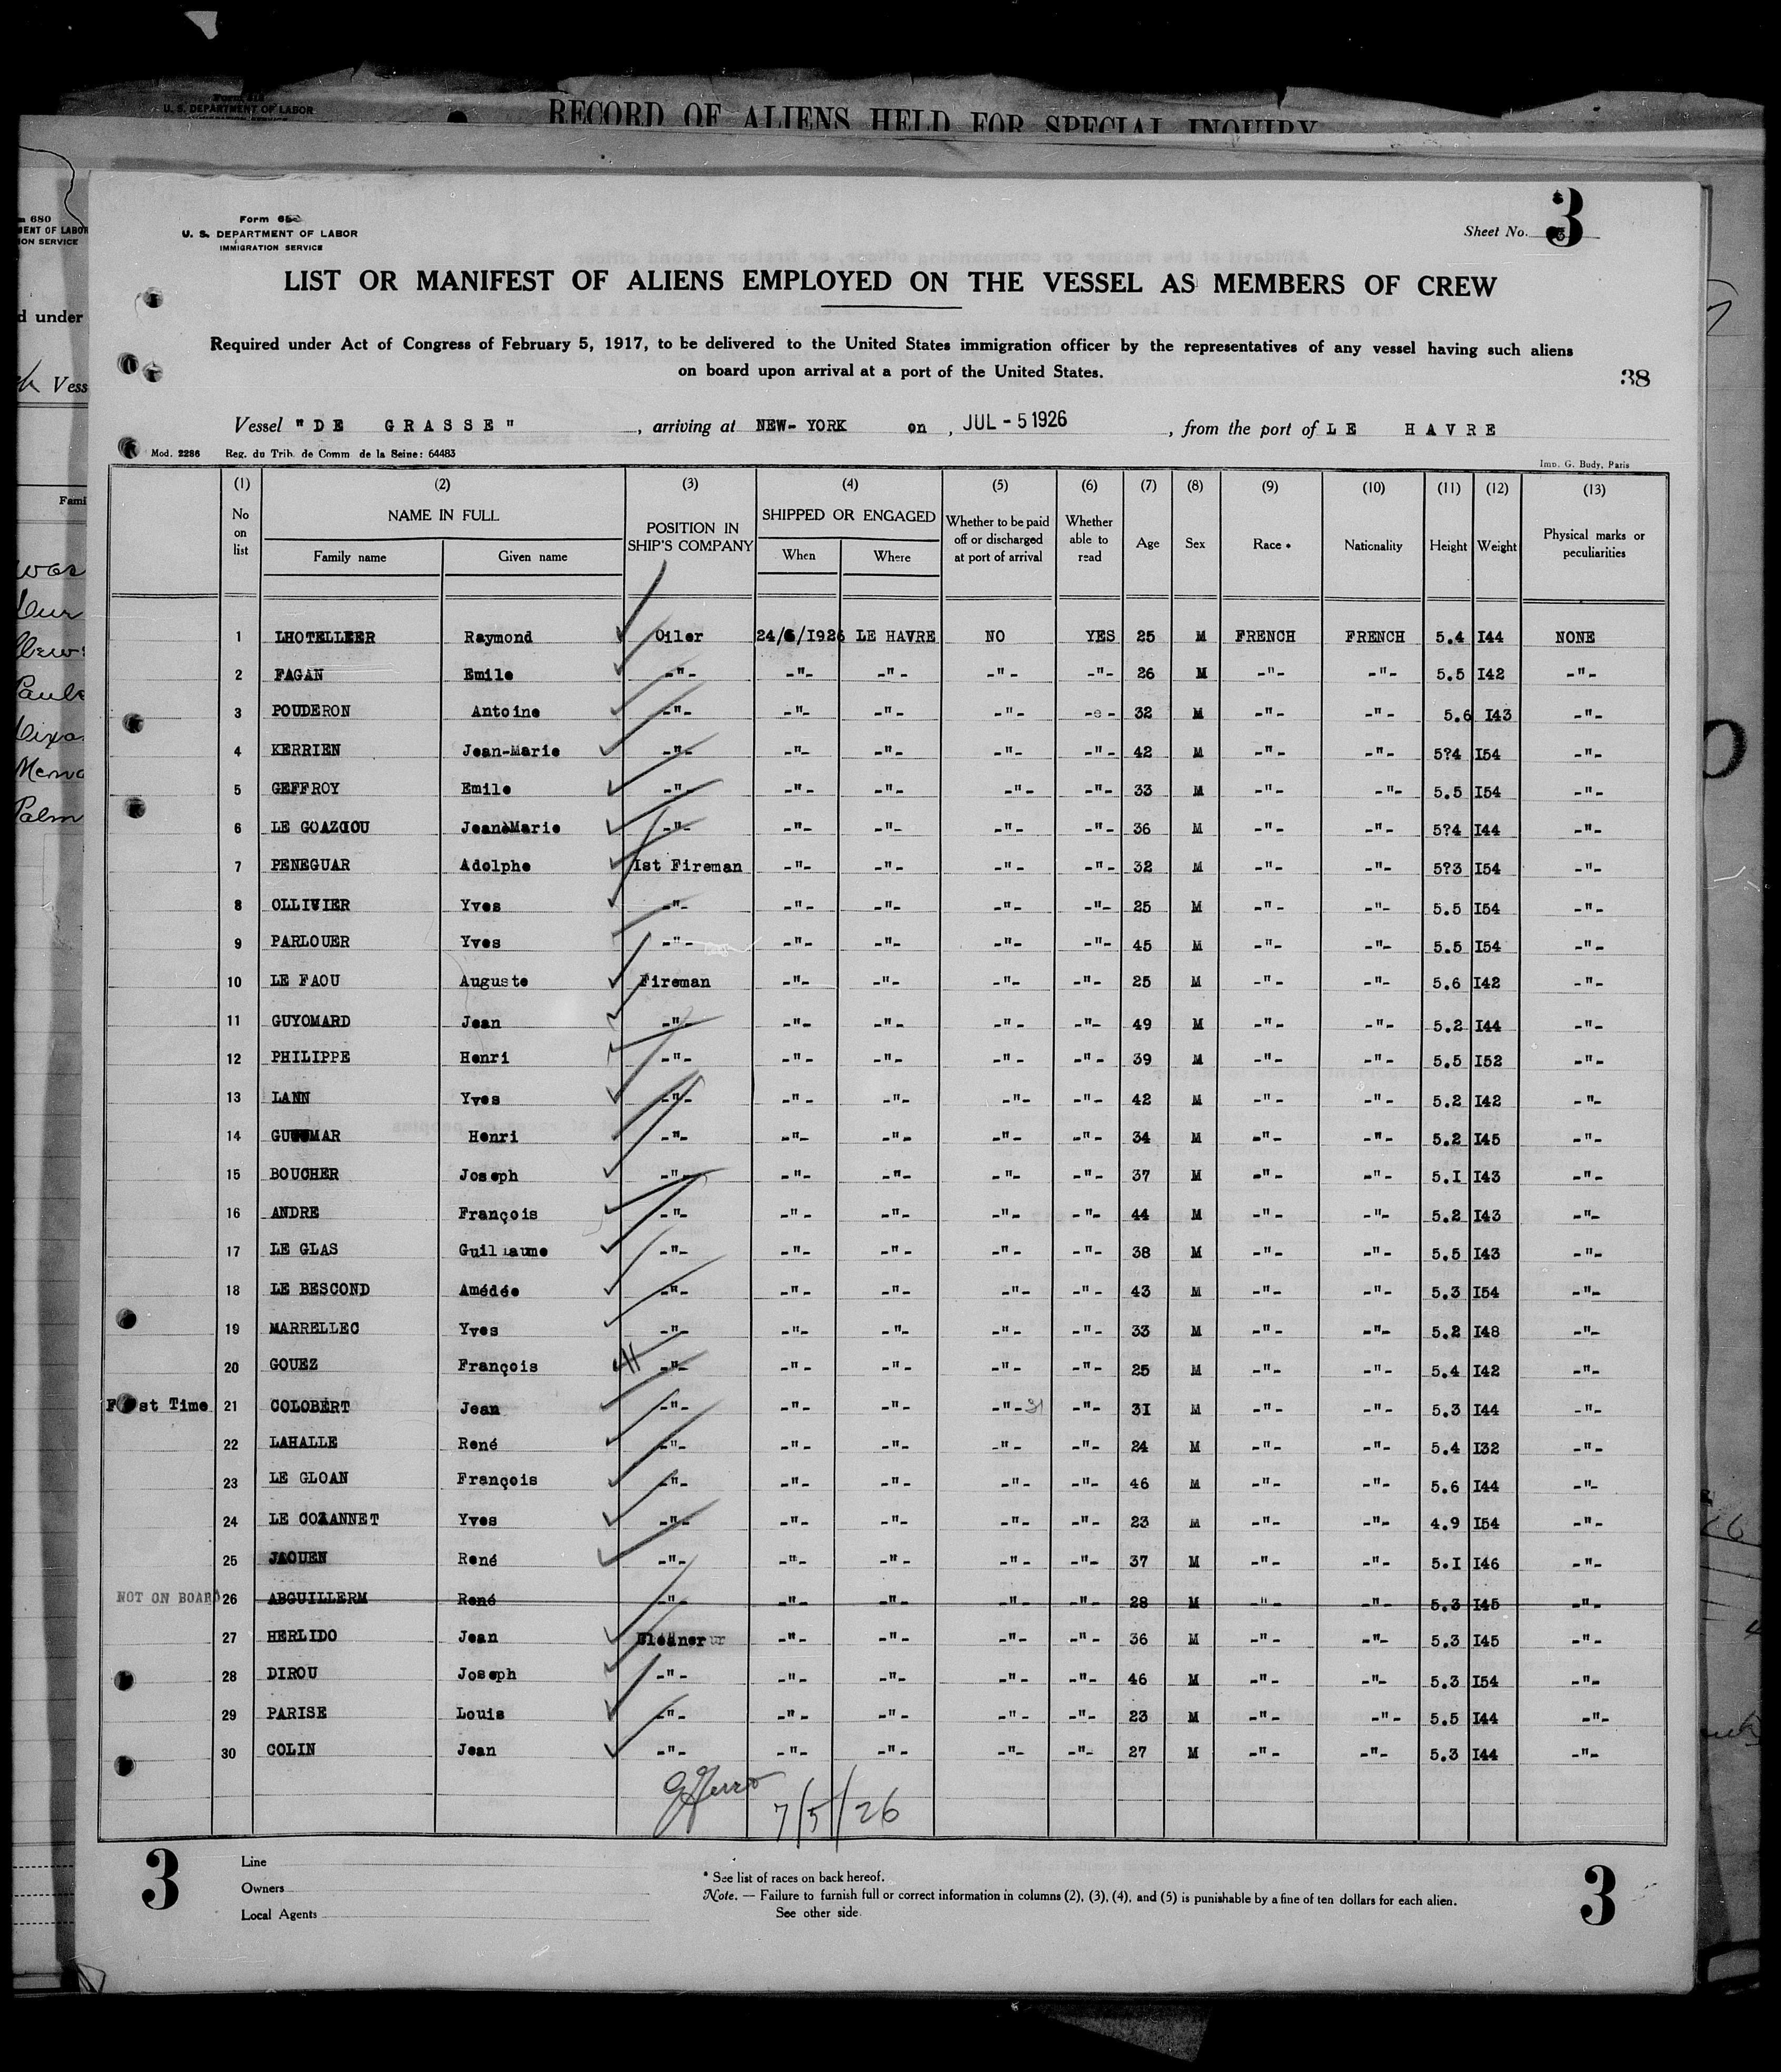 Form 618
U. S. DEPARTMENT OF LABOR
RECORD OF ALIENS HELD FOR SPECIAL INQUIRY
Form 680
U. S. DEPARTMENT OF LABOR
IMMIGRATION SERVICE
Sheet No. 3
LIST OR MANIFEST OF ALIENS EMPLOYED ON THE VESSEL AS MEMBERS OF CREW
Required under Act of Congress of February 5, 1917, to be delivered to the United States immigration officer by the representatives of any vessel having such aliens
on board upon arrival at a port of the United States.
38
Vessel "DE GRASSE", arriving at NEW-YORK on, JUL - 5 1926, from the port of LE HAVRE
Mod. 2286 Reg. du Trib. de Comm. de la Seine: 64483
Imp. G. Budy, Paris
(1) (2) (3) (4) (5) (6) (7) (8) (9) (10) (11) (12) (13)
No on list NAME IN FULL Family name Given name POSITION IN SHIP'S COMPANY SHIPPED OR ENGAGED When Where Whether to be paid off or discharged at port of arrival Whether able to read Age Sex Race * Nationality Height Weight Physical marks or peculiarities
1 LHOTELLIER Raymond Oiler 24/6/1926 LE HAVRE NO YES 25 M FRENCH FRENCH 5.4 I44 NONE
2 FAGAN Emile -"- -"- -"- -"- -"- 26 M -"- -"- 5.5 I42 -"-
3 POUDERON Antoine -"- -"- -"- -"- -e- 32 M -"- -"- 5.6 I43 -"-
4 KERRIEN Jean-Marie -"- -"- -"- -"- -"- 42 M -"- -"- 5?4 I54 -"-
5 GEFFROY Emile -"- -"- -"- -"- -"- 33 M -"- -"- 5.5 I54 -"-
6 LE GOAZIOU Jean-Marie -"- -"- -"- -"- -"- 36 M -"- -"- 5?4 I44 -"-
7 PENEGUAR Adolphe Ist Fireman -"- -"- -"- -"- 32 M -"- -"- 5?3 I54 -"-
8 OLLIVIER Yves -"- -"- -"- -"- -"- 25 M -"- -"- 5.5 I54 -"-
9 PARLOUER Yves -"- -"- -"- -"- -"- 45 M -"- -"- 5.5 I54 -"-
10 LE FAOU Auguste Fireman -"- -"- -"- -"- 25 M -"- -"- 5.6 I42 -"-
11 GUYOMARD Jean -"- -"- -"- -"- -"- 49 M -"- -"- 5.2 I44 -"-
12 PHILIPPE Henri -"- -"- -"- -"- -"- 39 M -"- -"- 5.5 I52 -"-
13 LANN Yves -"- -"- -"- -"- -"- 42 M -"- -"- 5.2 I42 -"-
14 Henri -"- -"- -"- -"- -"- 34 M -"- -"- 5.2 I45 -"-
15 BOUCHER Joseph -"- -"- -"- -"- -"- 37 M -"- -"- 5.I I43 -"-
16 ANDRE François -"- -"- -"- -"- -"- 44 M -"- -"- 5.2 I43 -"-
17 LE GLAS Guillaume -"- -"- -"- -"- -"- 38 M -"- -"- 5.5 I43 -"-
18 LE BESCOND Amédée -"- -"- -"- -"- -"- 43 M -"- -"- 5.3 I54 -"-
19 MARRELLEC Yves -"- -"- -"- -"- -"- 33 M -"- -"- 5.2 I48 -"-
20 GOUEZ François -"- -"- -"- -"- -"- 25 M -"- -"- 5.4 I42 -"-
First Time 21 COLOBERT Jean -"- -"- -"- -"- 31 -"- 3I M -"- -"- 5.3 I44 -"-
22 LAHALLE René -"- -"- -"- -"- -"- 24 M -"- -"- 5.4 I32 -"-
23 LE GLOAN François -"- -"- -"- -"- -"- 46 M -"- -"- 5.6 I44 -"-
24 LE COZANNET Yves -"- -"- -"- -"- -"- 23 M -"- -"- 4.9 I54 -"-
25 JAOUEN René -"- -"- -"- -"- -"- 37 M -"- -"- 5.I I46 -"-
NOT ON BOARD 26 ABGUILLERM René -"- -"- -"- -"- -"- 28 M -"- -"- 5.3 I45 -"-
27 HERLIDO Jean Cleaner -"- -"- -"- -"- 36 M -"- -"- 5.3 I45 -"-
28 DIROU Joseph -"- -"- -"- -"- -"- 46 M -"- -"- 5.3 I54 -"-
29 PARISE Louis -"- -"- -"- -"- -"- 23 M -"- -"- 5.5 I44 -"-
30 COLIN Jean -"- -"- -"- -"- -"- 27 M -"- -"- 5.3 I44 -"-
7/5/26
3
Line
Owners
Local Agents
* See list of races on back hereof.
Note. — Failure to furnish full or correct information in columns (2), (3), (4), and (5) is punishable by a fine of ten dollars for each alien.
See other side.
3